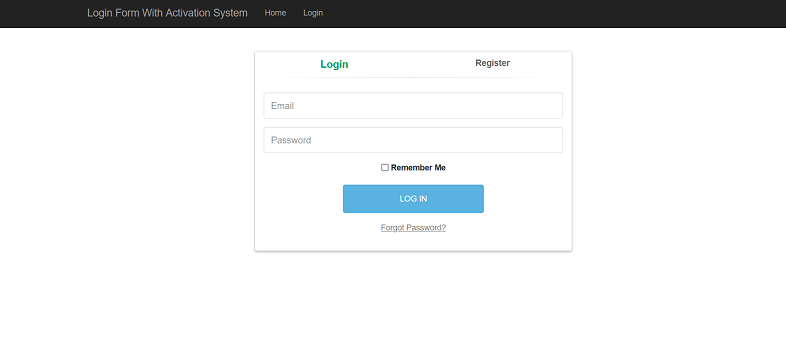 Login Form With Activation System Home Login
Login Register
Email
Password
Remember Me
LOG IN
Forgot Password?